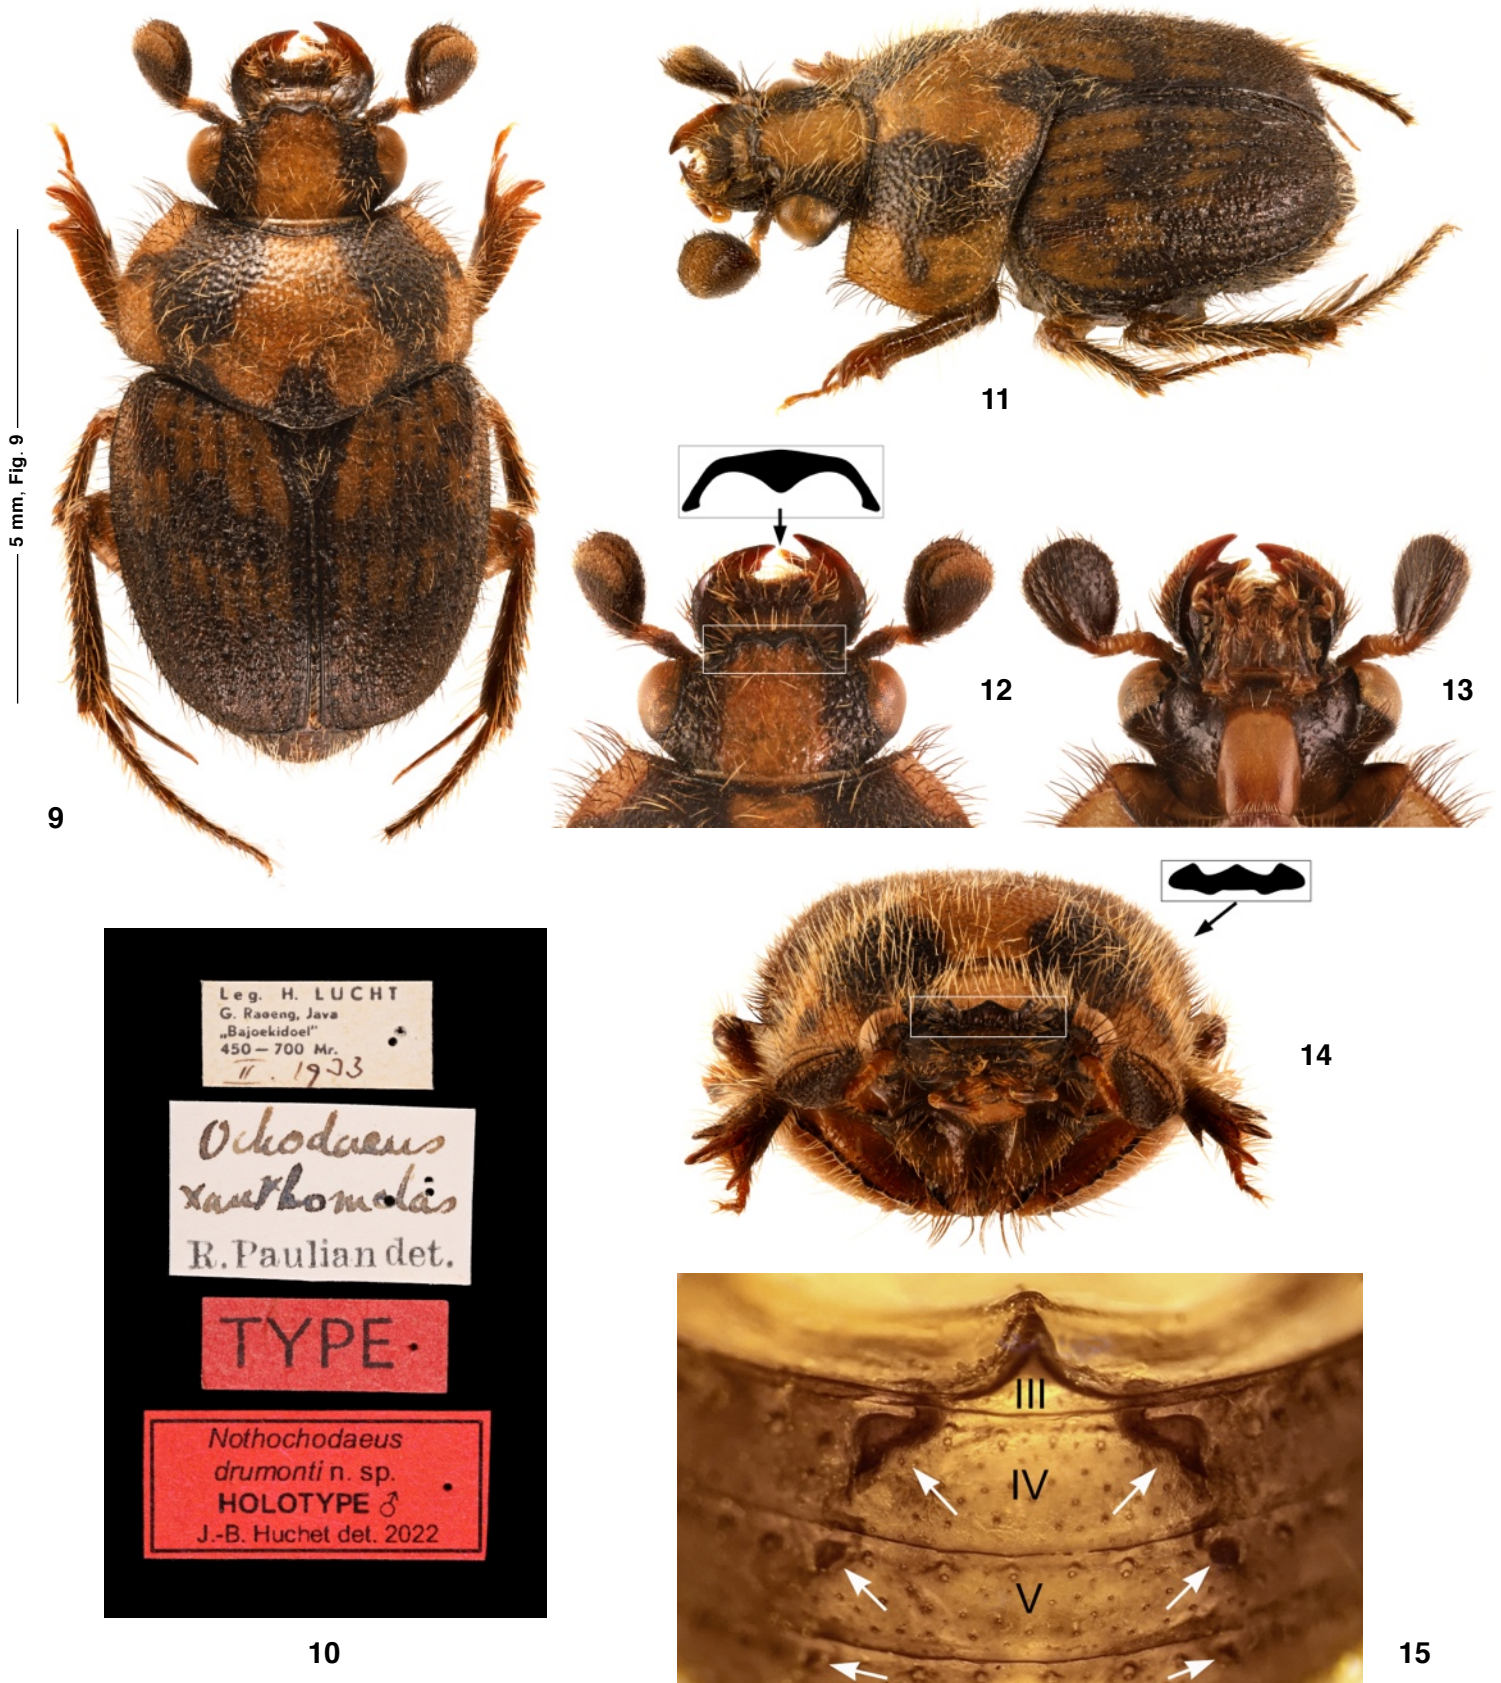 5 mm, Fig. 9
9
11
12
13
Leg. H. LUCHT
G. Raoeng, Java
„Bajoekidoel"
450 — 700 Mr.
II. 1933
Ochodaeus
xanthomelas
R. Paulian det.
TYPE
Nothochodaeus
drumonti n. sp.
HOLOTYPE ♂
J.-B. Huchet det. 2022
10
14
III
IV
V
15